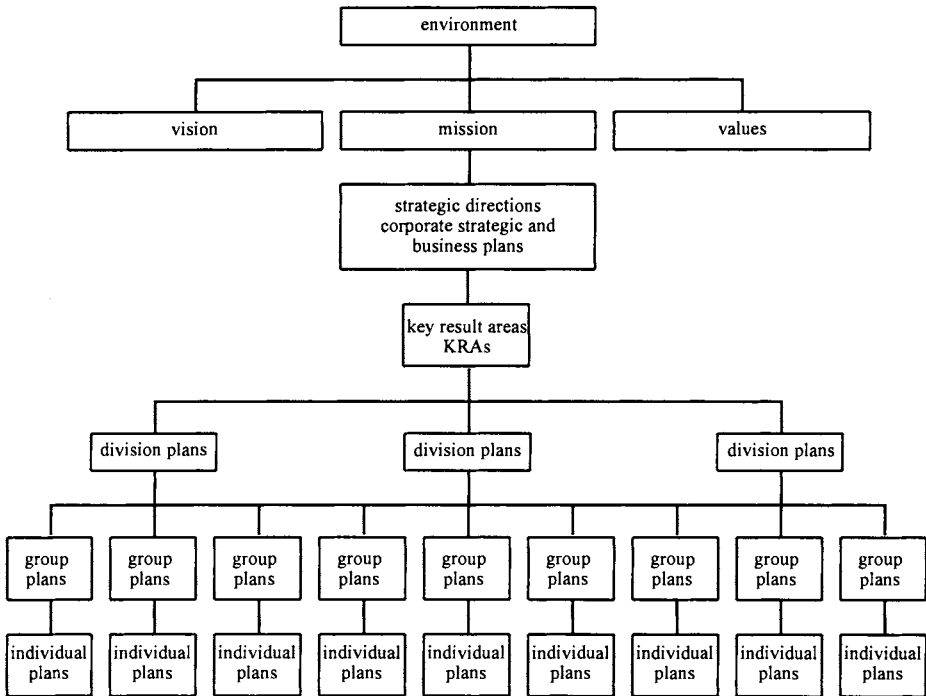 environment
vision
mission
values
strategic directions
corporate strategic and
business plans
key result areas
KRAs
division plans
division plans
division plans
group
plans
group
plans
group
plans
group
plans
group
plans
group
plans
group
plans
group
plans
group
plans
individual
plans
individual
plans
individual
plans
individual
plans
individual
plans
individual
plans
individual
plans
individual
plans
individual
plans